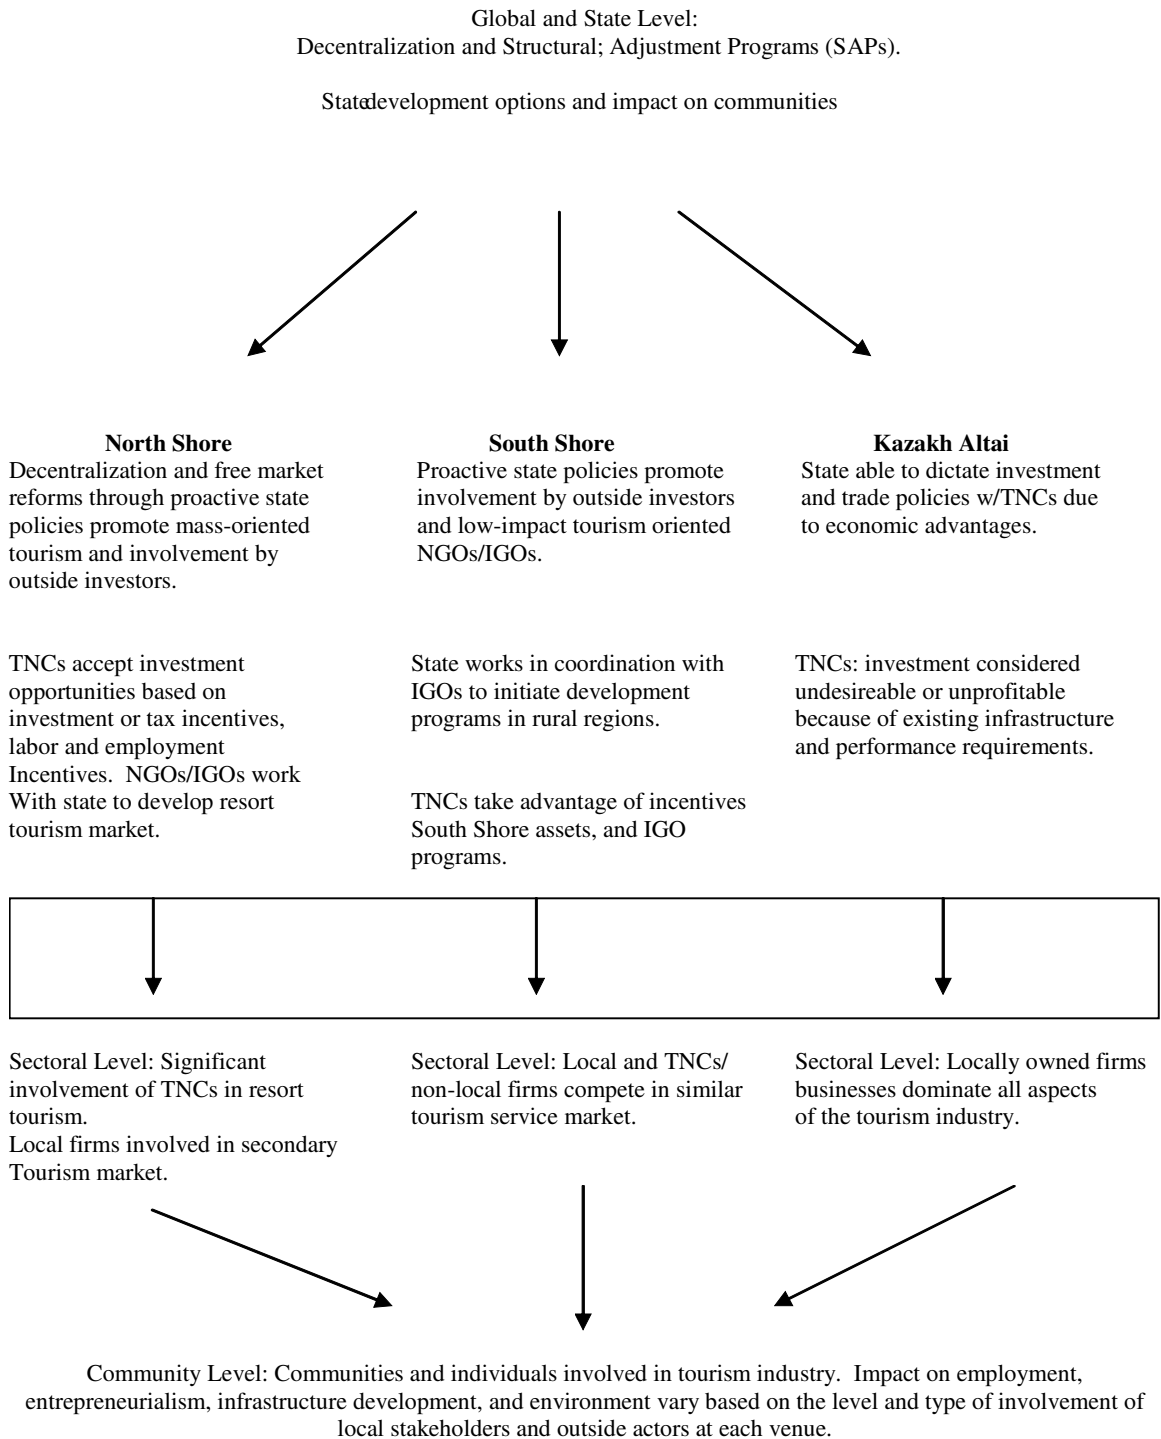 Global and State Level:
Decentralization and Structural; Adjustment Programs (SAPs).
State development options and impact on communities
North Shore
Decentralization and free market
reforms through proactive state
policies promote mass-oriented
tourism and involvement by
outside investors.
TNCs accept investment
opportunities based on
investment or tax incentives,
labor and employment
Incentives. NGOs/IGOs work
With state to develop resort
tourism market.
South Shore
Proactive state policies promote
involvement by outside investors
and low-impact tourism oriented
NGOs/IGOs.
State works in coordination with
IGOs to initiate development
programs in rural regions.
TNCs take advantage of incentives
South Shore assets, and IGO
programs.
Kazakh Altai
State able to dictate investment
and trade policies w/TNCs due
to economic advantages.
TNCs: investment considered
undesireable or unprofitable
because of existing infrastructure
and performance requirements.
Sectoral Level: Significant
involvement of TNCs in resort
tourism.
Local firms involved in secondary
Tourism market.
Sectoral Level: Local and TNCs/
non-local firms compete in similar
tourism service market.
Sectoral Level: Locally owned firms
businesses dominate all aspects
of the tourism industry.
Community Level: Communities and individuals involved in tourism industry. Impact on employment,
entrepreneurialism, infrastructure development, and environment vary based on the level and type of involvement of
local stakeholders and outside actors at each venue.